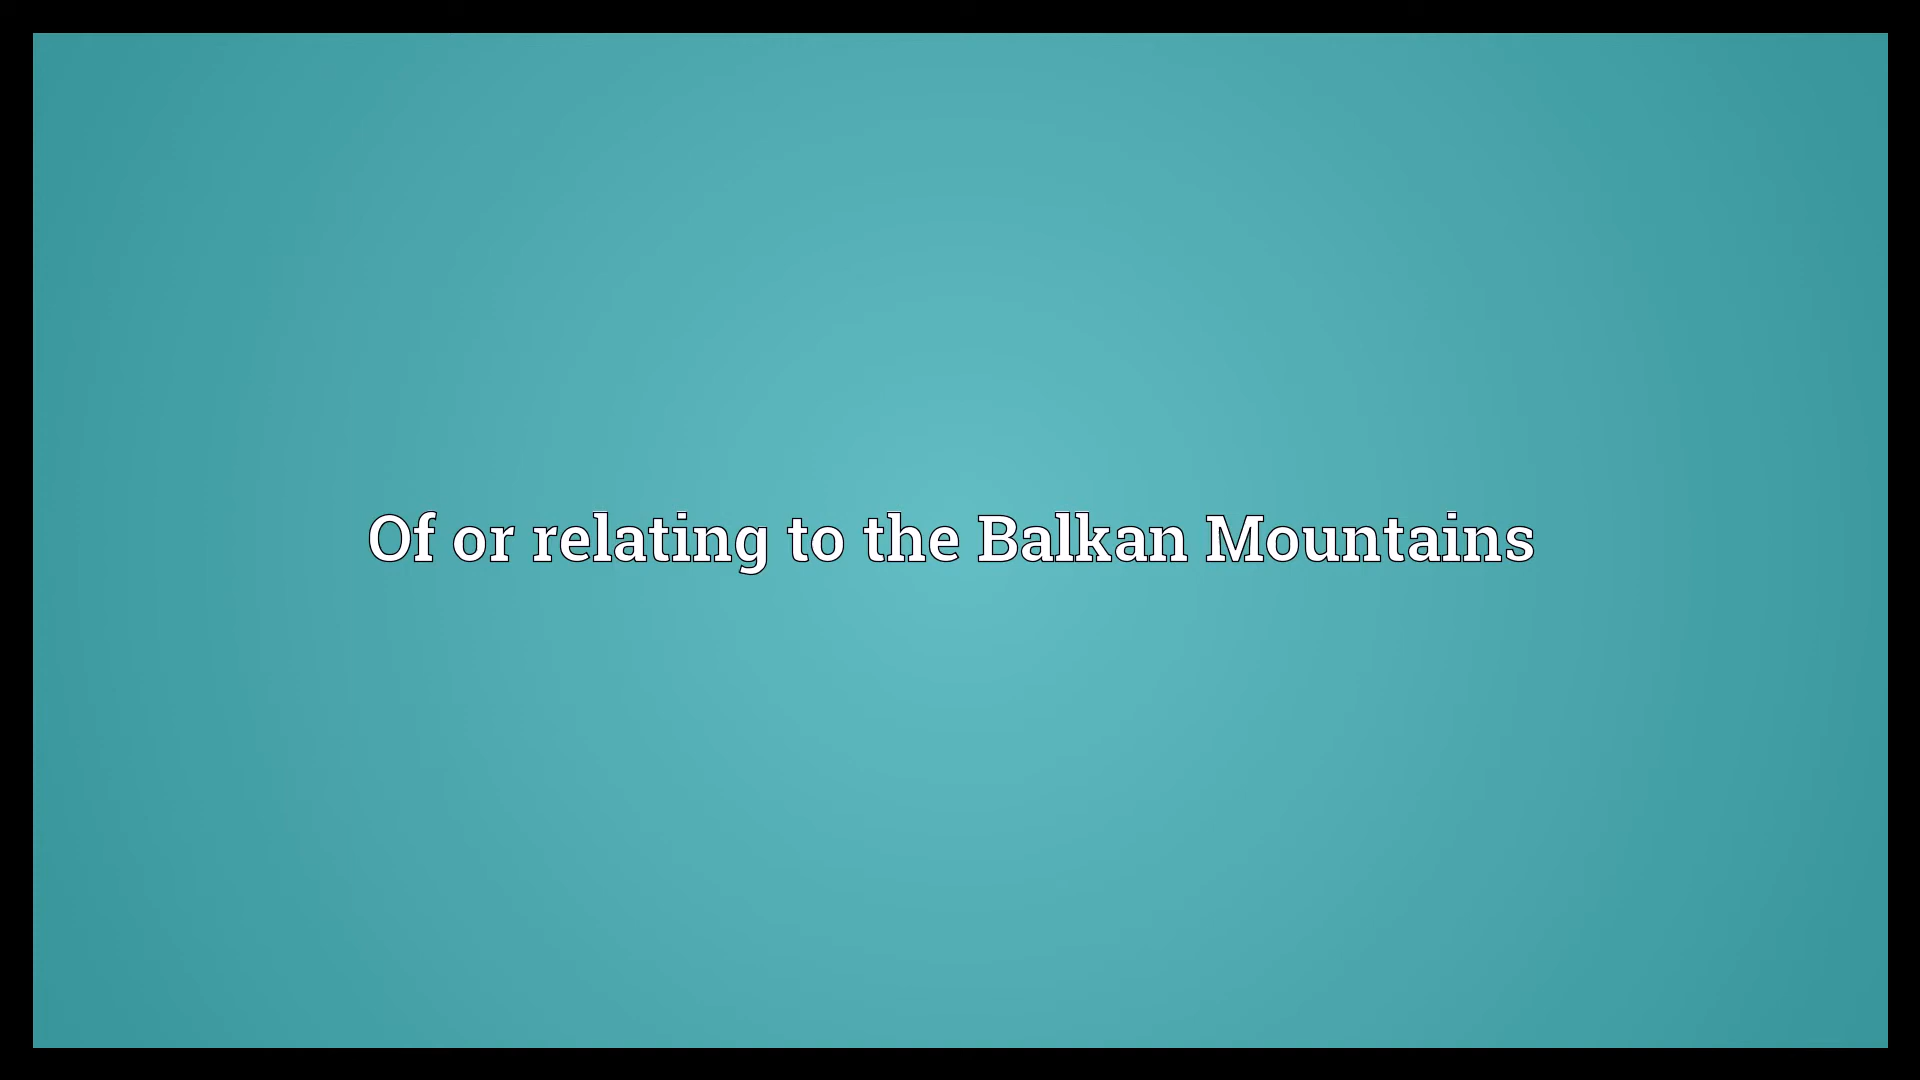 Of or relating to the Balkan Mountains